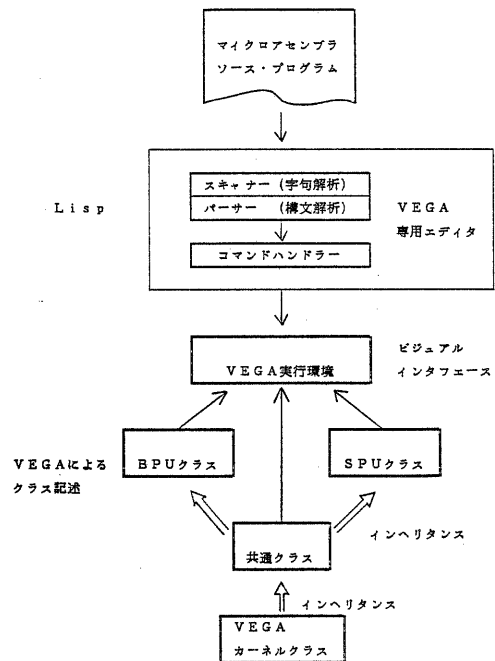 マイクロアセンブラ
ソース・プログラム
Ｌｉｓｐ
スキャナー（字句解析）
パーサー　（構文解析）
コマンドハンドラー
ＶＥＧＡ
専用エディタ
ＶＥＧＡ実行環境
ビジュアル
インタフェース
ＶＥＧＡによる
クラス記述
ＢＰＵクラス
ＳＰＵクラス
共通クラス
インヘリタンス
インヘリタンス
ＶＥＧＡ
カーネルクラス